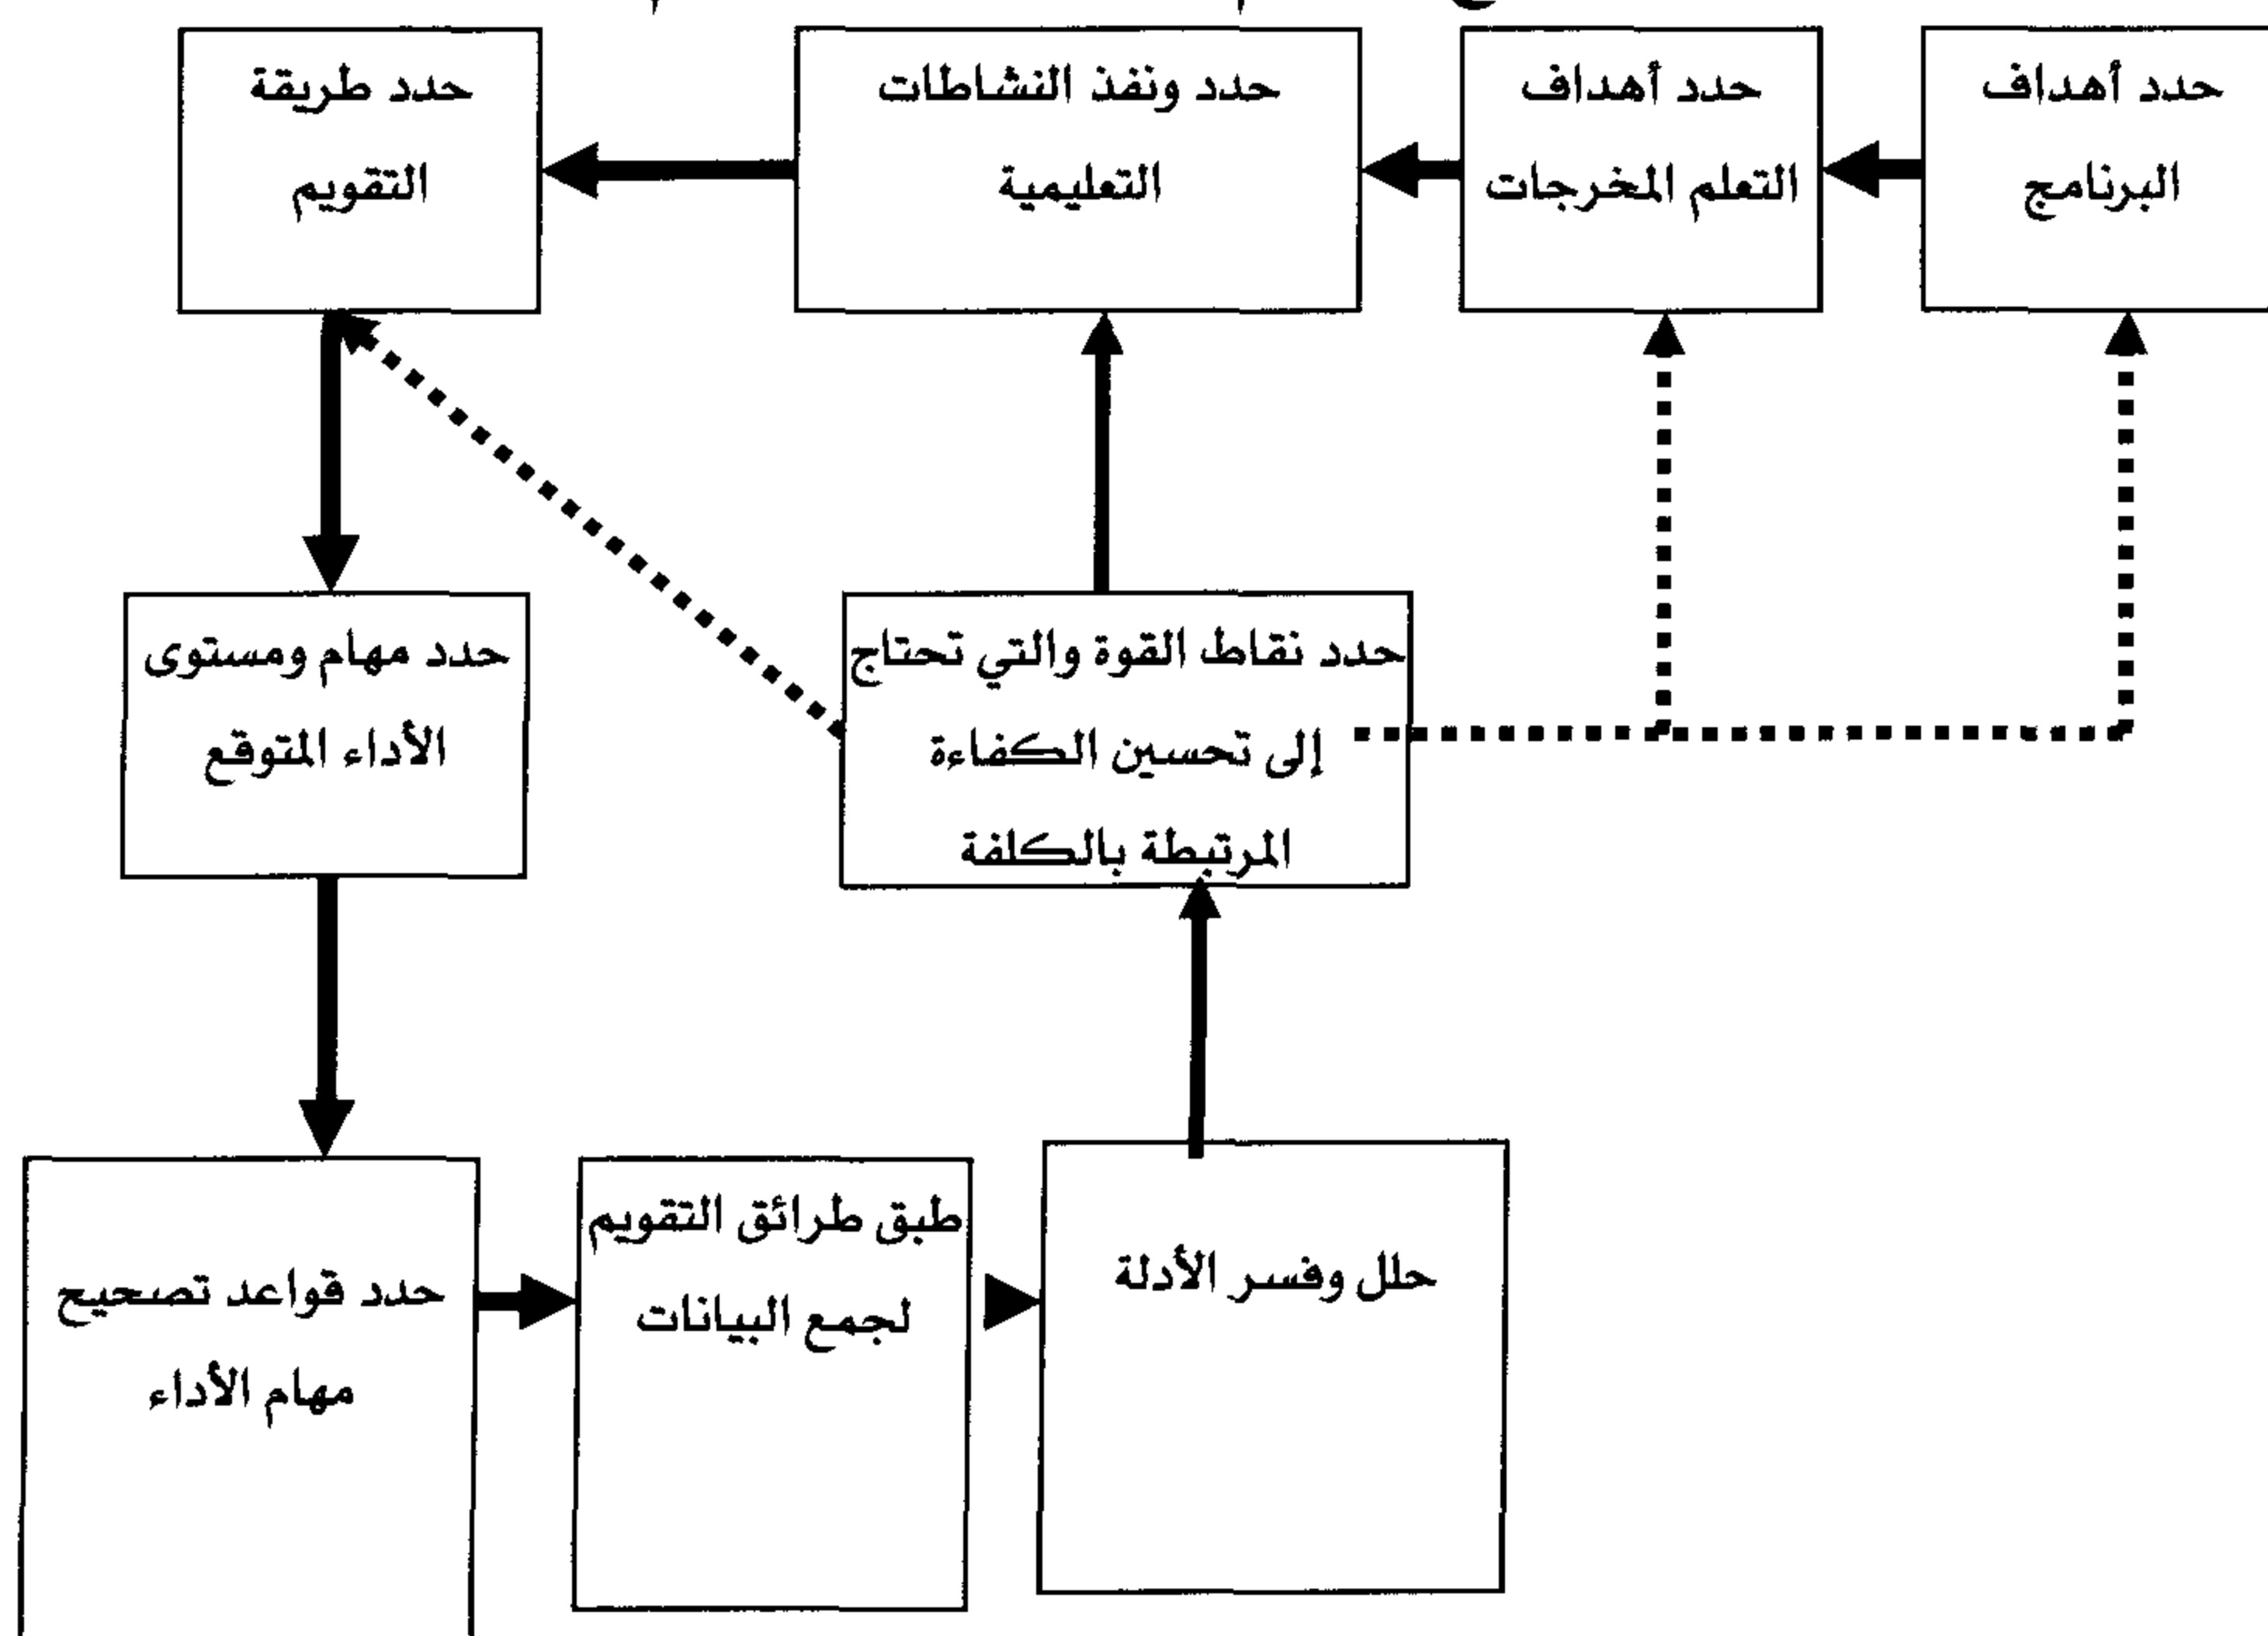 حدد أهداف
البرنامج
حدد أهداف
التعلم المخرجات
حدد ونفذ النشاطات
التعليمية
حدد طريقة
التقويم
حدد مهام ومستوى
الأداء المتوقع
حدد نقاط القوة والتي تحتاج
إلى تحسين الكفاءة
المرتبطة بالكلفة
حدد قواعد تصحيح
مهام الأداء
طبق طرائق التقويم
لجمع البيانات
حلل وفسر الأدلة